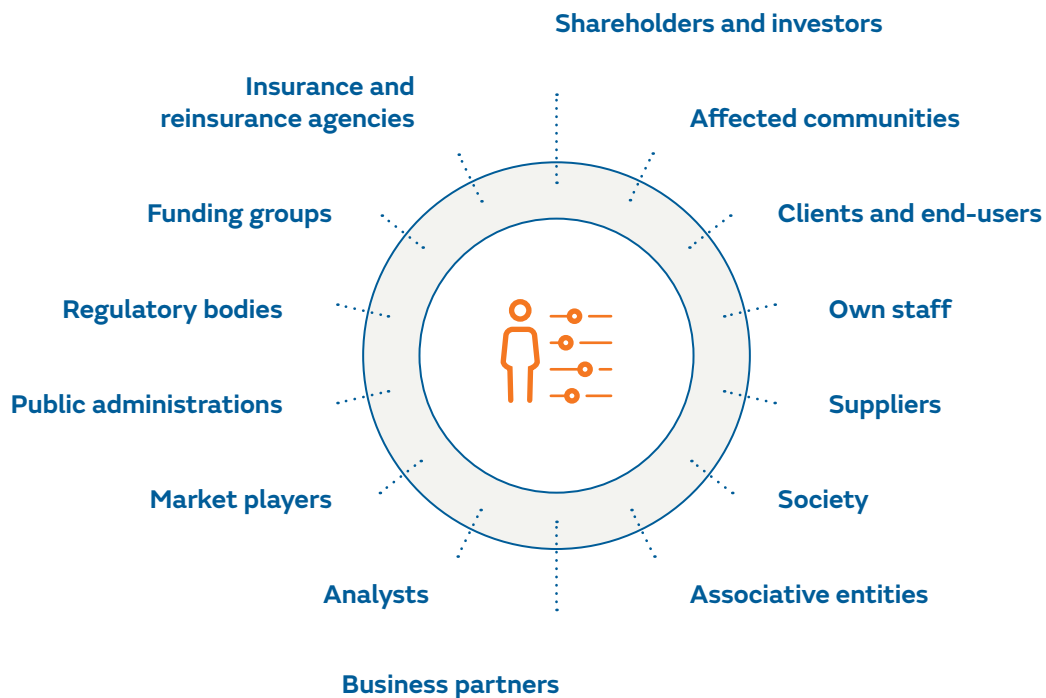 Shareholders and investors
Insurance and
reinsurance agencies
Affected communities
Funding groups
Clients and end-users
Regulatory bodies
Own staff
Public administrations
Suppliers
Market players
Society
Analysts
Associative entities
Business partners